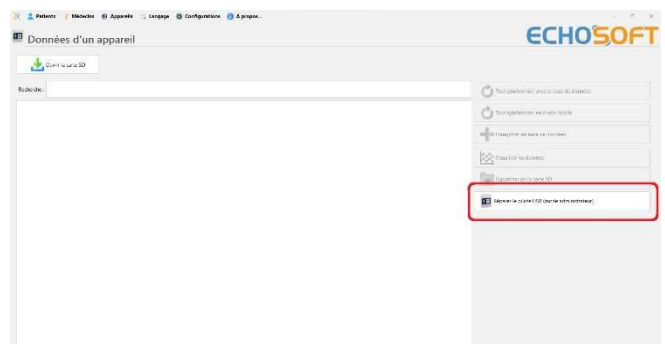 Patients Médecins Appareils Langage Configurations A propos...
Données d'un appareil
ECHOSOFT
Ouvrir la carte SD
Recherche :
Tout synchroniser avec la base de données
Tout synchroniser en mode mobile
Enregistrer en base de données
Visualiser les données
Supprimer de la carte SD
Réparer le pilote USB (mode administrateur)